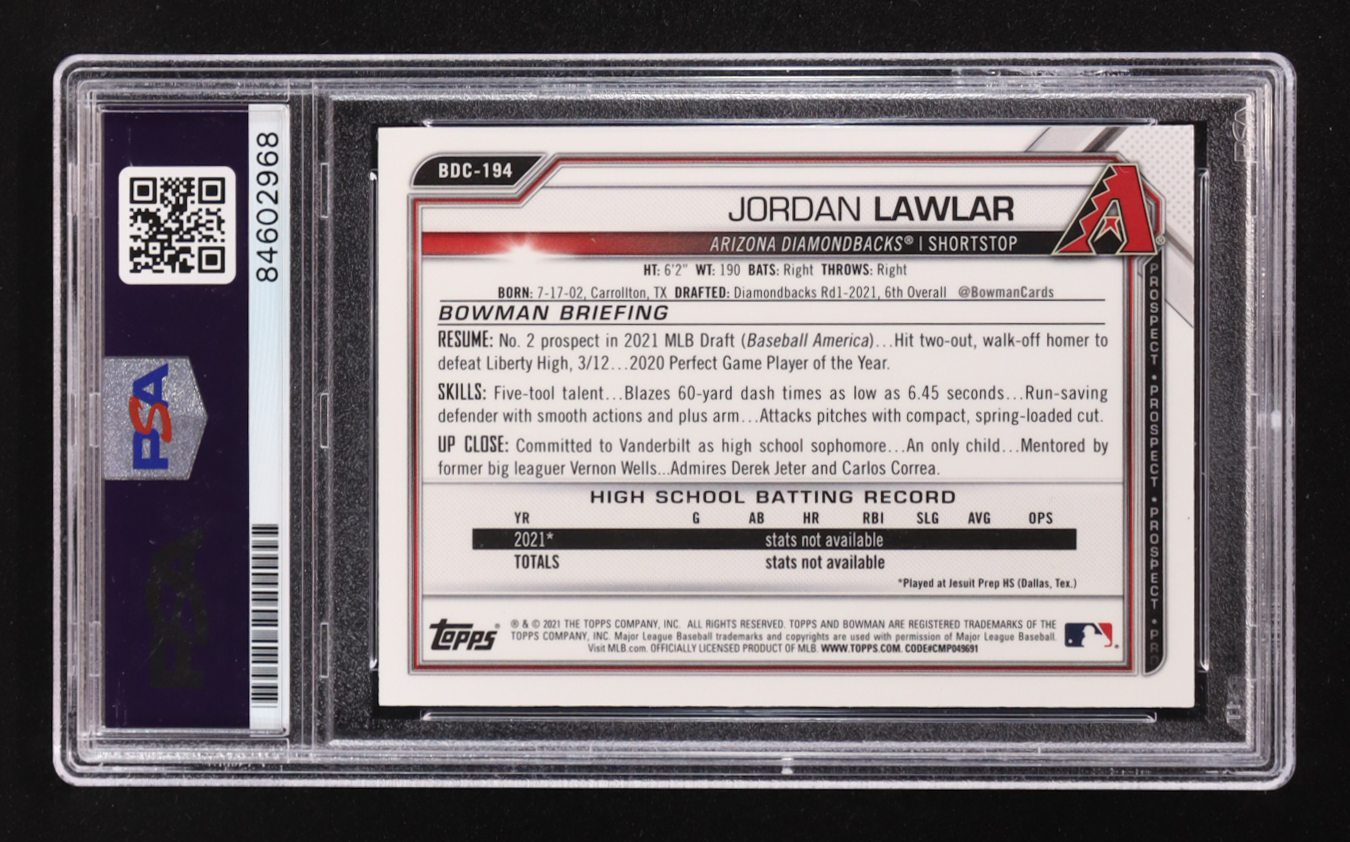 84602968
PSA
BDC-194
JORDAN LAWLAR
ARIZONA DIAMONDBACKS® | SHORTSTOP
HT: 6'2" WT: 190 BATS: Right THROWS: Right
BORN: 7-17-02, Carrollton, TX DRAFTED: Diamondbacks Rd1-2021, 6th Overall @BowmanCards
BOWMAN BRIEFING
RESUME: No. 2 prospect in 2021 MLB Draft (Baseball America)...Hit two-out, walk-off homer to
defeat Liberty High, 3/12...2020 Perfect Game Player of the Year.
SKILLS: Five-tool talent...Blazes 60-yard dash times as low as 6.45 seconds...Run-saving
defender with smooth actions and plus arm...Attacks pitches with compact, spring-loaded cut.
UP CLOSE: Committed to Vanderbilt as high school sophomore...An only child...Mentored by
former big leaguer Vernon Wells...Admires Derek Jeter and Carlos Correa.
HIGH SCHOOL BATTING RECORD
YR G AB HR RBI SLG AVG OPS
2021* stats not available
TOTALS stats not available
*Played at Jesuit Prep HS (Dallas, Tex.)
Topps® ® & © 2021 THE TOPPS COMPANY, INC. ALL RIGHTS RESERVED. TOPPS AND BOWMAN ARE REGISTERED TRADEMARKS OF THE
TOPPS COMPANY, INC. Major League Baseball trademarks and copyrights are used with permission of Major League Baseball.
Visit MLB.com. OFFICIALLY LICENSED PRODUCT OF MLB. WWW.TOPPS.COM. CODE#CMP049691
PROSPECT • PROSPECT • PROSPECT • PRO
PSA
PSA